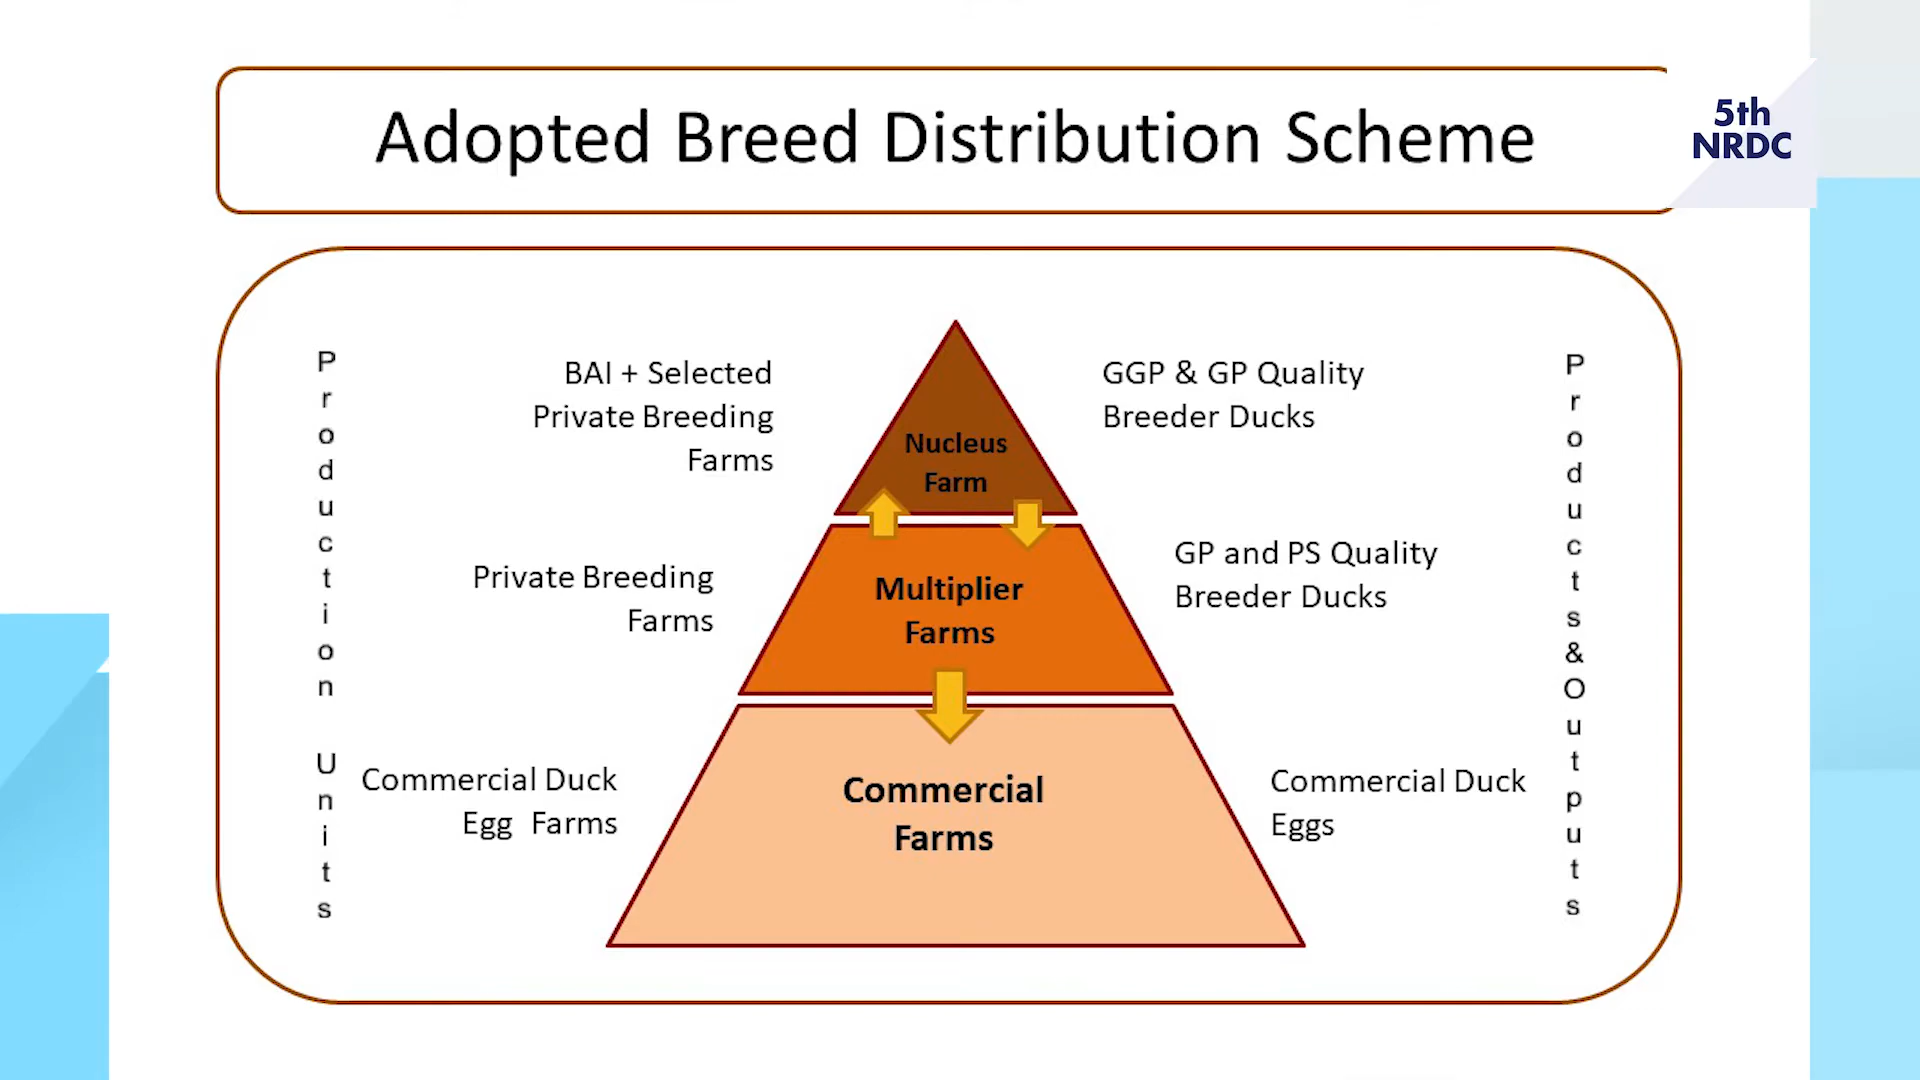 Adopted Breed Distribution Scheme
5th
NRDC
Production Units
BAI + Selected
Private Breeding
Farms
Nucleus
Farm
GGP & GP Quality
Breeder Ducks
Private Breeding
Farms
Multiplier
Farms
GP and PS Quality
Breeder Ducks
Commercial Duck
Egg Farms
Commercial
Farms
Commercial Duck
Eggs
Products&Outputs